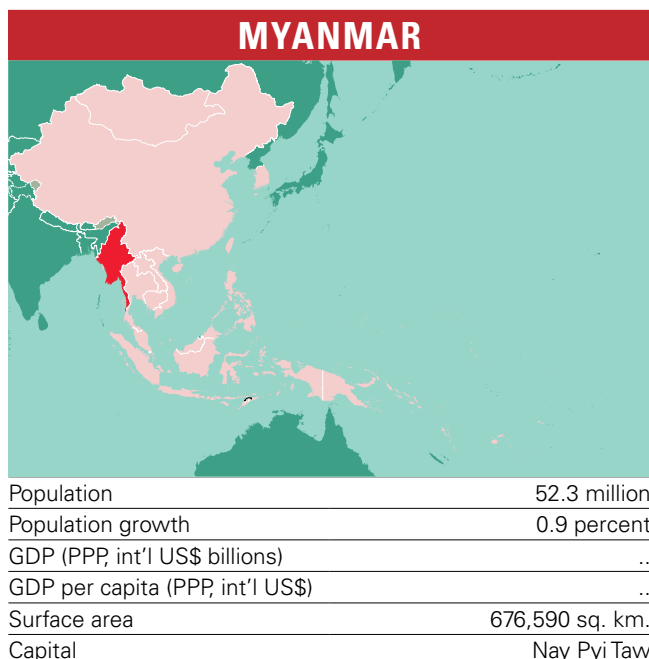 MYANMAR
Population 52.3 million
Population growth 0.9 percent
GDP (PPP, int'l US$ billions) ..
GDP per capita (PPP, int'l US$) ..
Surface area 676,590 sq. km.
Capital Nay Pyi Taw